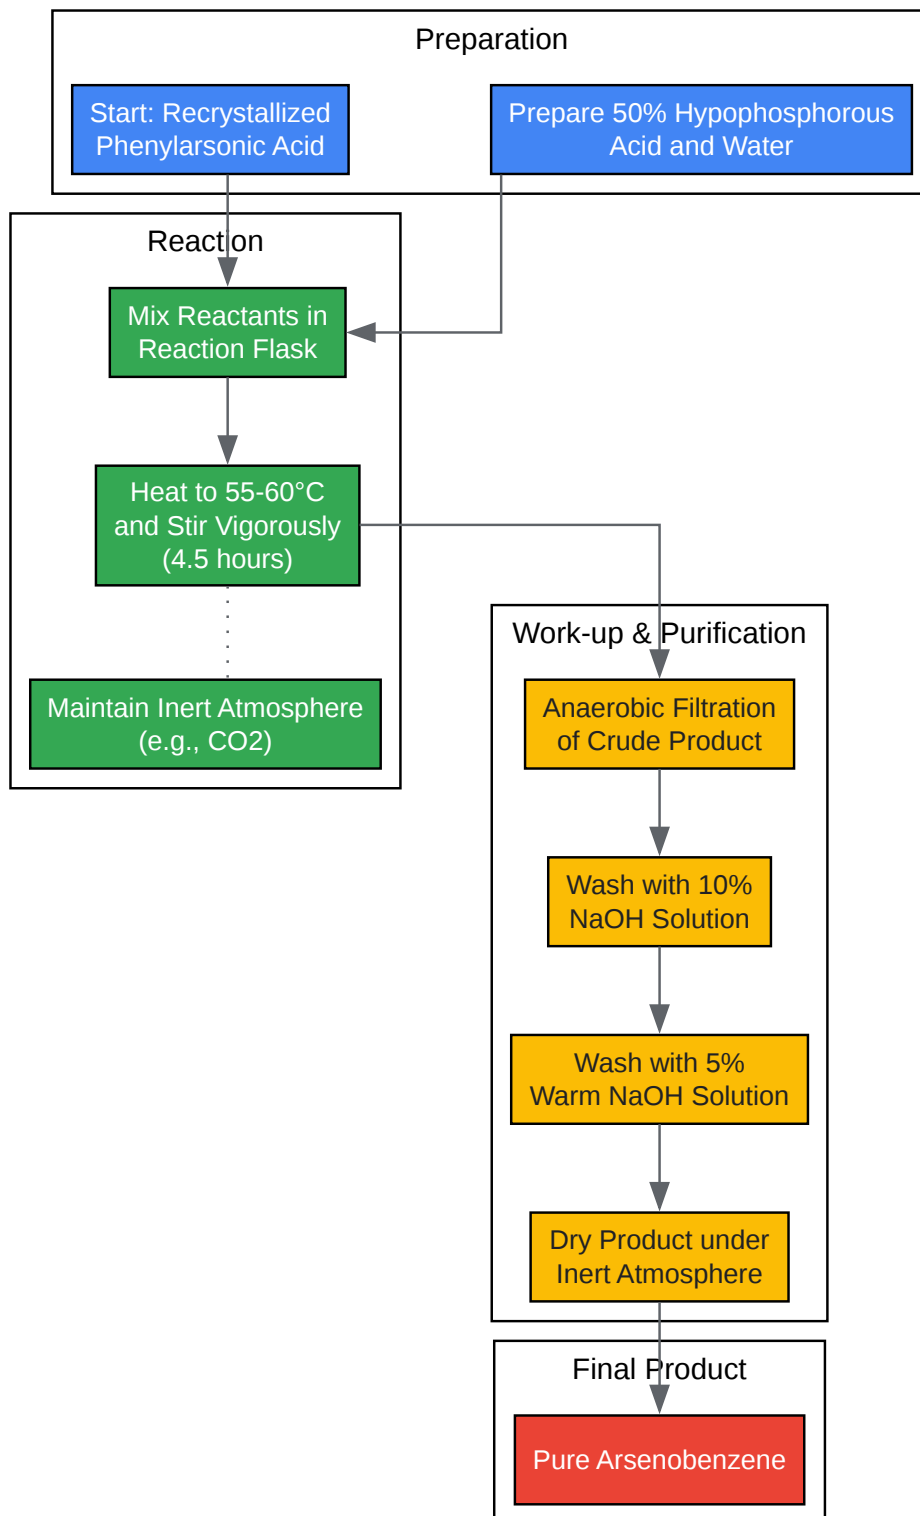 Preparation
Start: Recrystallized
Phenylarsonic Acid
Prepare 50% Hypophosphorous
Acid and Water
Reaction
Mix Reactants in
Reaction Flask
Heat to 55-60°C
and Stir Vigorously
(4.5 hours)
Maintain Inert Atmosphere
(e.g., CO2)
Work-up & Purification
Anaerobic Filtration
of Crude Product
Wash with 10%
NaOH Solution
Wash with 5%
Warm NaOH Solution
Dry Product under
Inert Atmosphere
Final Product
Pure Arsenobenzene